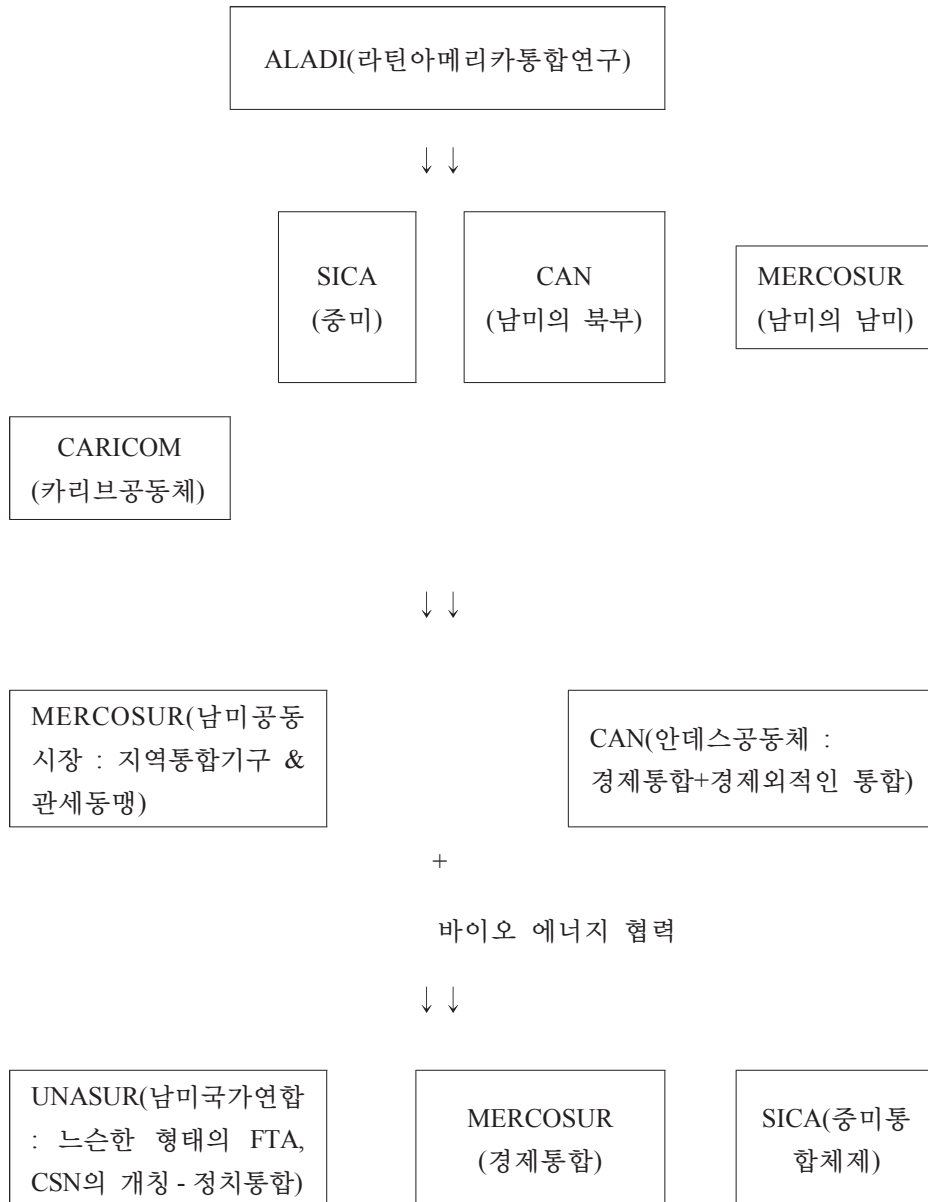 ALADI(라틴아메리카통합연구)
↓ ↓
SICA
(중미)
CAN
(남미의 북부)
MERCOSUR
(남미의 남미)
CARICOM
(카리브공동체)
↓ ↓
MERCOSUR(남미공동
시장 : 지역통합기구 &
관세동맹)
CAN(안데스공동체 :
경제통합+경제외적인 통합)
+
바이오 에너지 협력
↓ ↓
UNASUR(남미국가연합
: 느슨한 형태의 FTA,
CSN의 개칭 - 정치통합)
MERCOSUR
(경제통합)
SICA(중미통
합체제)